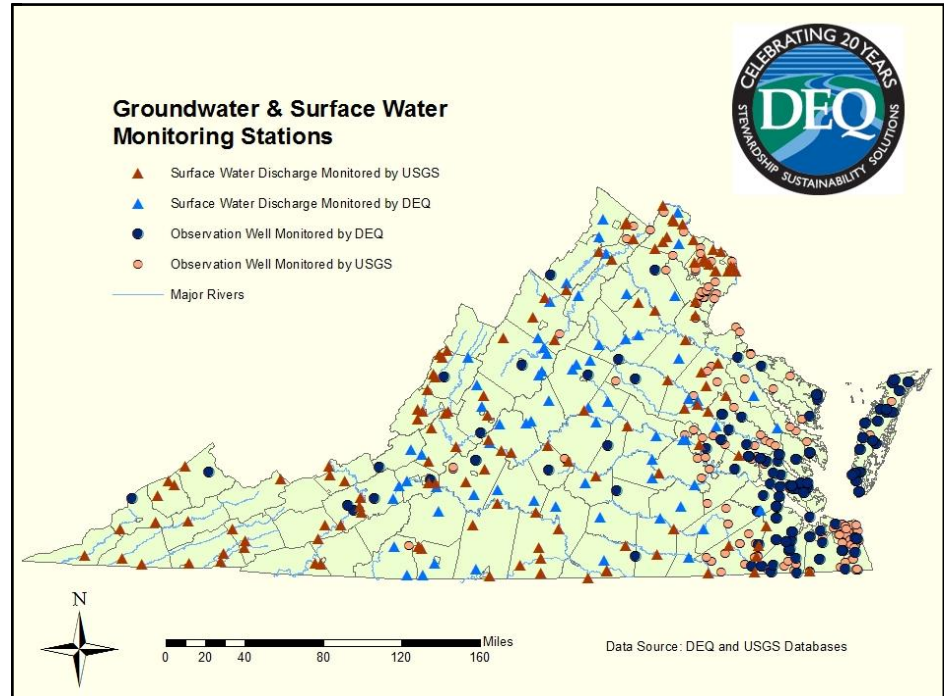 CELEBRATING 20 YEARS
DEQ
STEWARDSHIP SUSTAINABILITY SOLUTIONS
Groundwater & Surface Water
Monitoring Stations
Surface Water Discharge Monitored by USGS
Surface Water Discharge Monitored by DEQ
Observation Well Monitored by DEQ
Observation Well Monitored by USGS
Major Rivers
N
Miles
0 20 40 80 120 160
Data Source: DEQ and USGS Databases